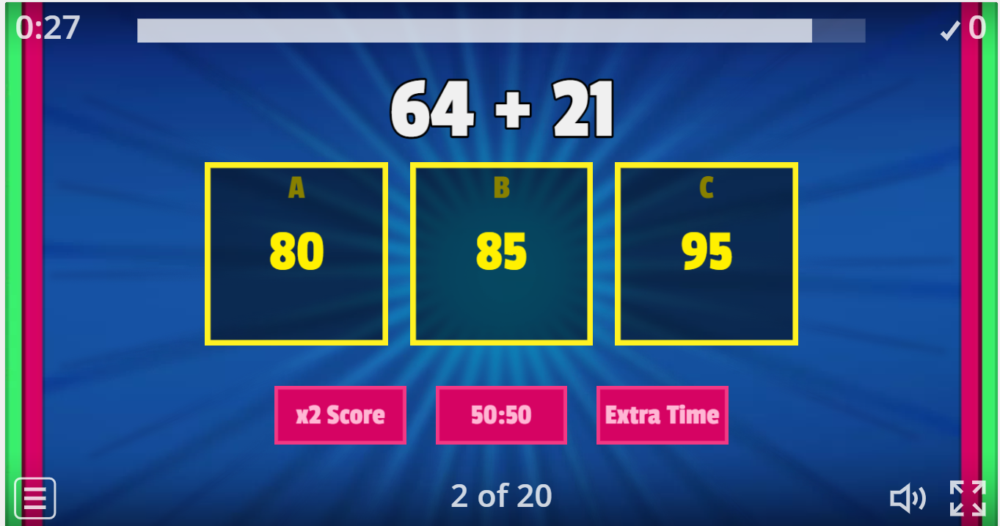 0:27
✓0
64 + 21
A
B
C
80
85
95
x2 Score
50:50
Extra Time
2 of 20